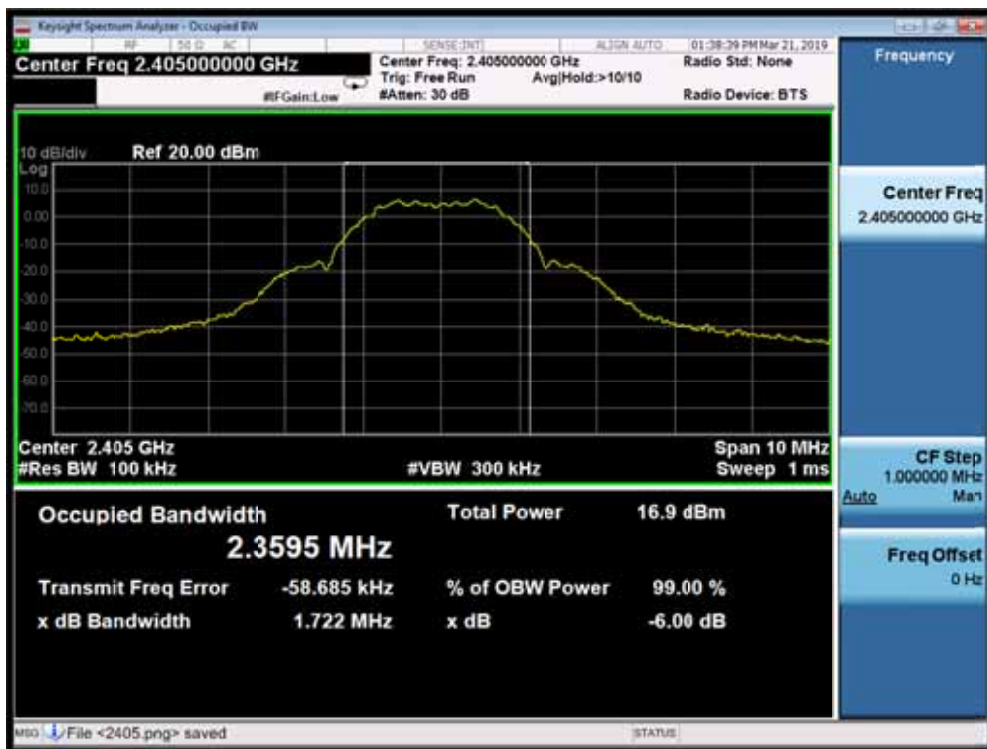 Keysight Spectrum Analyzer - Occupied BW
RF 50 Ω AC SENSE:INT ALIGN AUTO 01:38:39 PM Mar 21, 2019
Center Freq 2.405000000 GHz
Center Freq: 2.405000000 GHz
Radio Std: None
Trig: Free Run Avg|Hold:>10/10
#IFGain:Low
#Atten: 30 dB
Radio Device: BTS
Frequency
10 dB/div Ref 20.00 dBm
Log
10.0
0.00
-10.0
-20.0
-30.0
-40.0
-50.0
-60.0
-70.0
Center 2.405 GHz Span 10 MHz
#Res BW 100 kHz #VBW 300 kHz Sweep 1 ms
Occupied Bandwidth Total Power 16.9 dBm
2.3595 MHz
Transmit Freq Error -58.685 kHz % of OBW Power 99.00 %
x dB Bandwidth 1.722 MHz x dB -6.00 dB
Center Freq
2.405000000 GHz
CF Step
1.000000 MHz
Auto Man
Freq Offset
0 Hz
MSG File <2405.png> saved STATUS